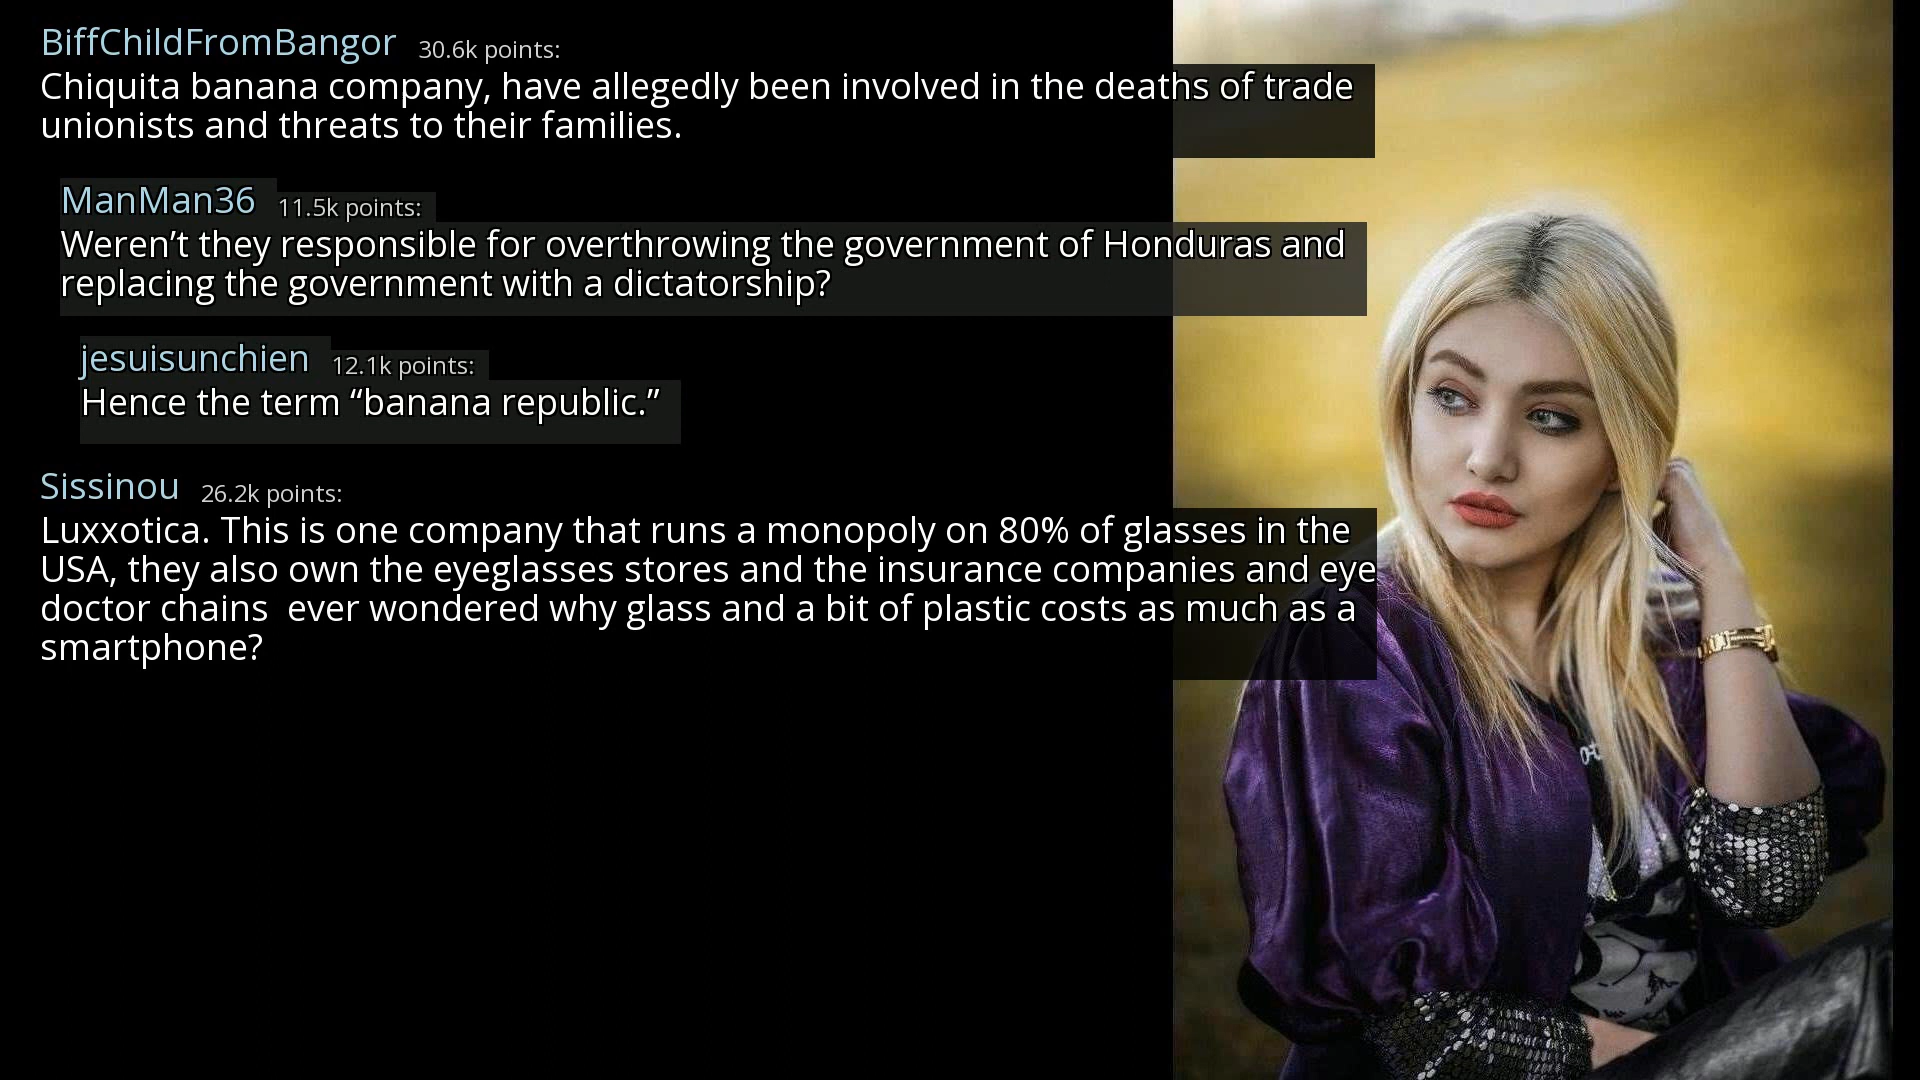 BiffChildFromBangor 30.6k points:
Chiquita banana company, have allegedly been involved in the deaths of trade
unionists and threats to their families.
ManMan36 11.5k points:
Weren’t they responsible for overthrowing the government of Honduras and
replacing the government with a dictatorship?
jesuisunchien 12.1k points:
Hence the term “banana republic.”
Sissinou 26.2k points:
Luxxotica. This is one company that runs a monopoly on 80% of glasses in the
USA, they also own the eyeglasses stores and the insurance companies and eye
doctor chains  ever wondered why glass and a bit of plastic costs as much as a
smartphone?